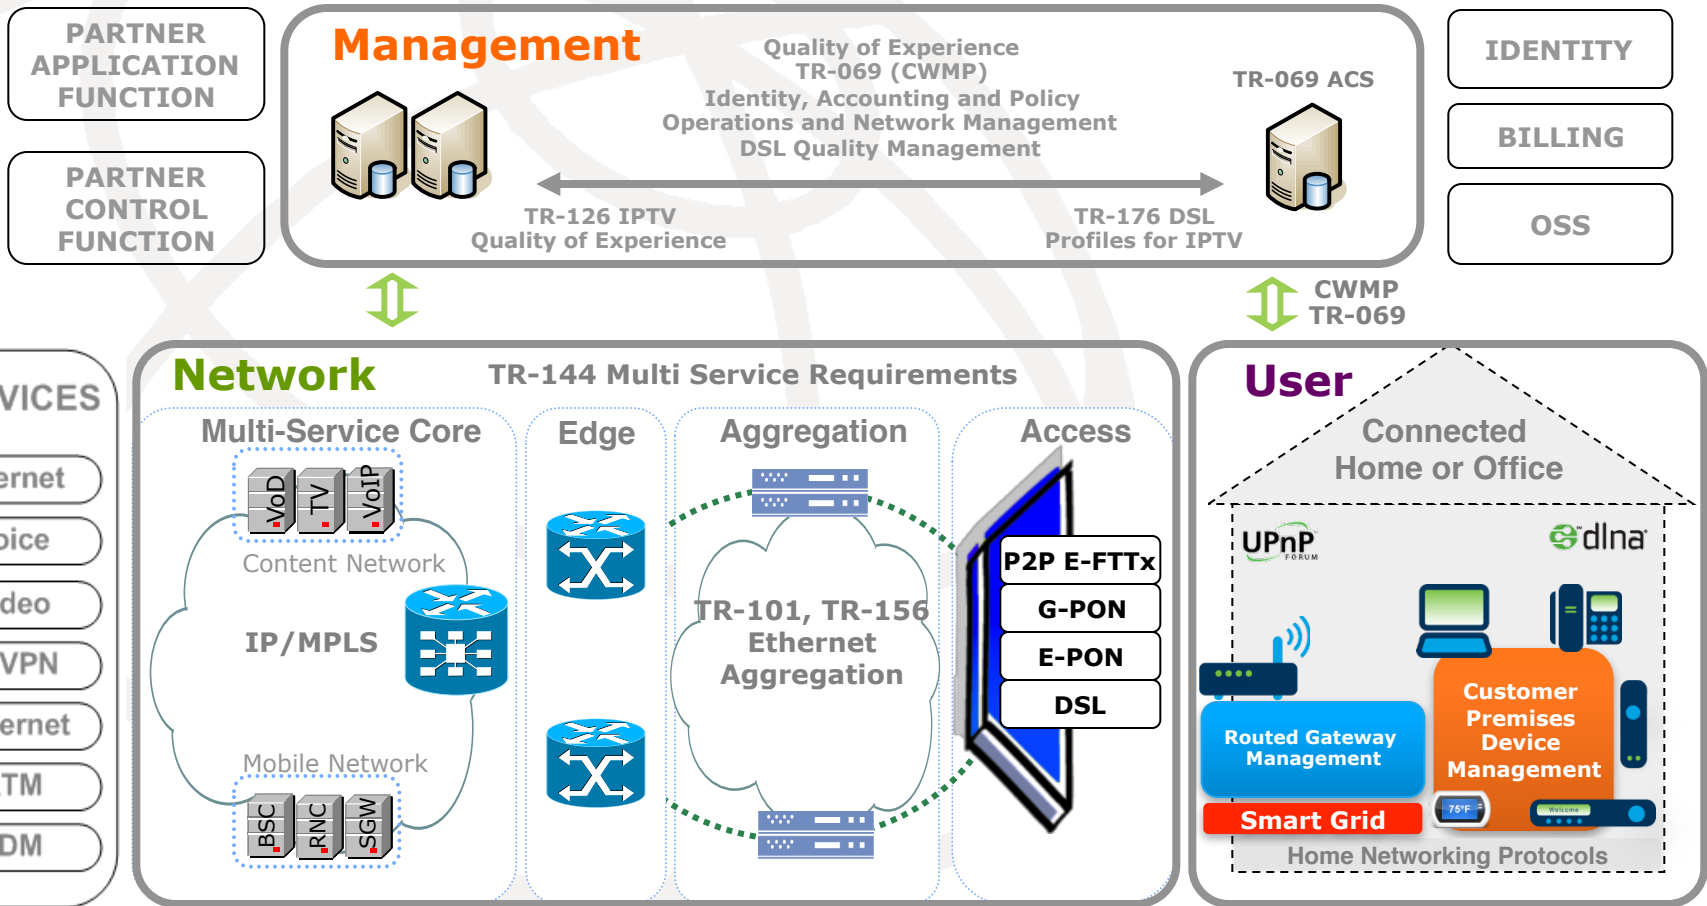 PARTNER
APPLICATION
FUNCTION
PARTNER
CONTROL
FUNCTION
Management
Quality of Experience
TR-069 (CWMP)
Identity, Accounting and Policy
Operations and Network Management
DSL Quality Management
TR-069 ACS
TR-126 IPTV
Quality of Experience
TR-176 DSL
Profiles for IPTV
IDENTITY
BILLING
OSS
CWMP
TR-069
VICES
ernet
oice
deo
VPN
ernet
TM
DM
Network
TR-144 Multi Service Requirements
Multi-Service Core
VoD
TV
VoIP
Content Network
IP/MPLS
Mobile Network
BSC
RNC
SGW
Edge
Aggregation
TR-101, TR-156
Ethernet
Aggregation
Access
P2P E-FTTx
G-PON
E-PON
DSL
User
Connected
Home or Office
UPnP
FORUM
dlna
Routed Gateway
Management
Smart Grid
Customer
Premises
Device
Management
75°F
Welcome
Home Networking Protocols